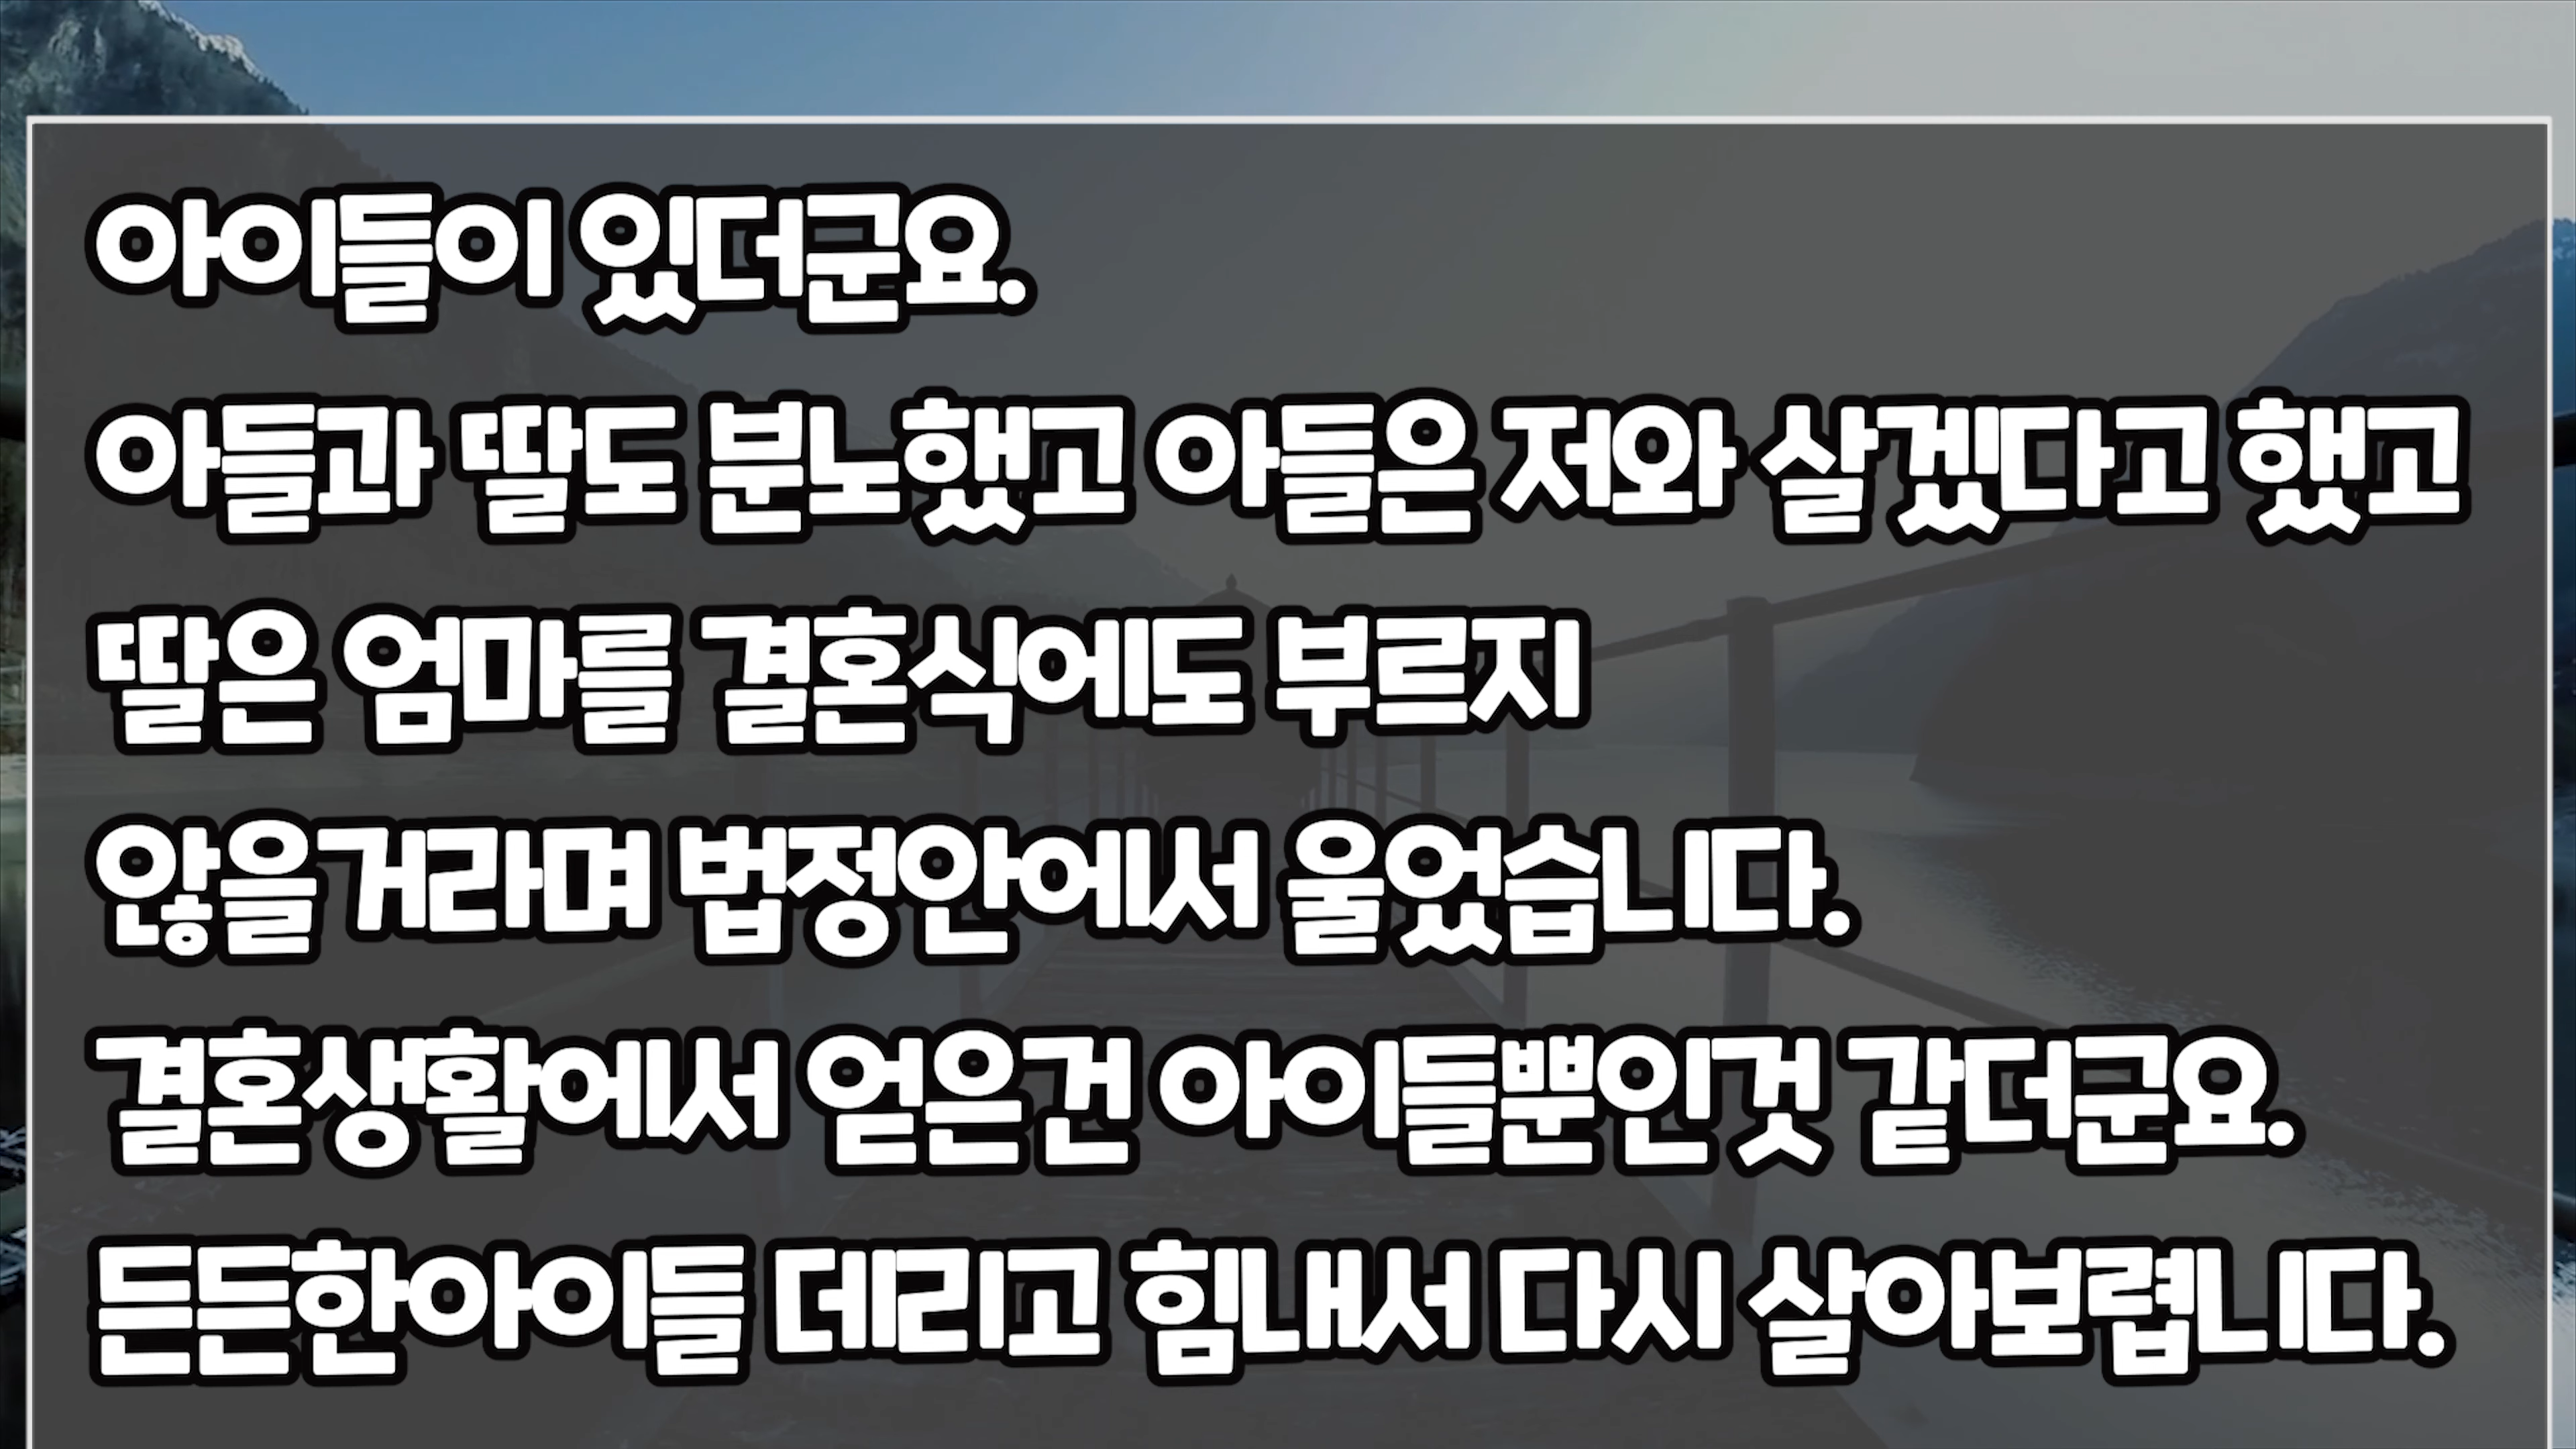 아이들이 있더군요.
아들과 딸도 분노했고 아들은 저와 살겠다고 했고
딸은 엄마를 결혼식에도 부르지
않을거라며 법정안에서 울었습니다.
결혼생활에서 얻은건 아이들뿐인것 같더군요.
든든한아이들 데리고 힘내서 다시 살아보렵니다.